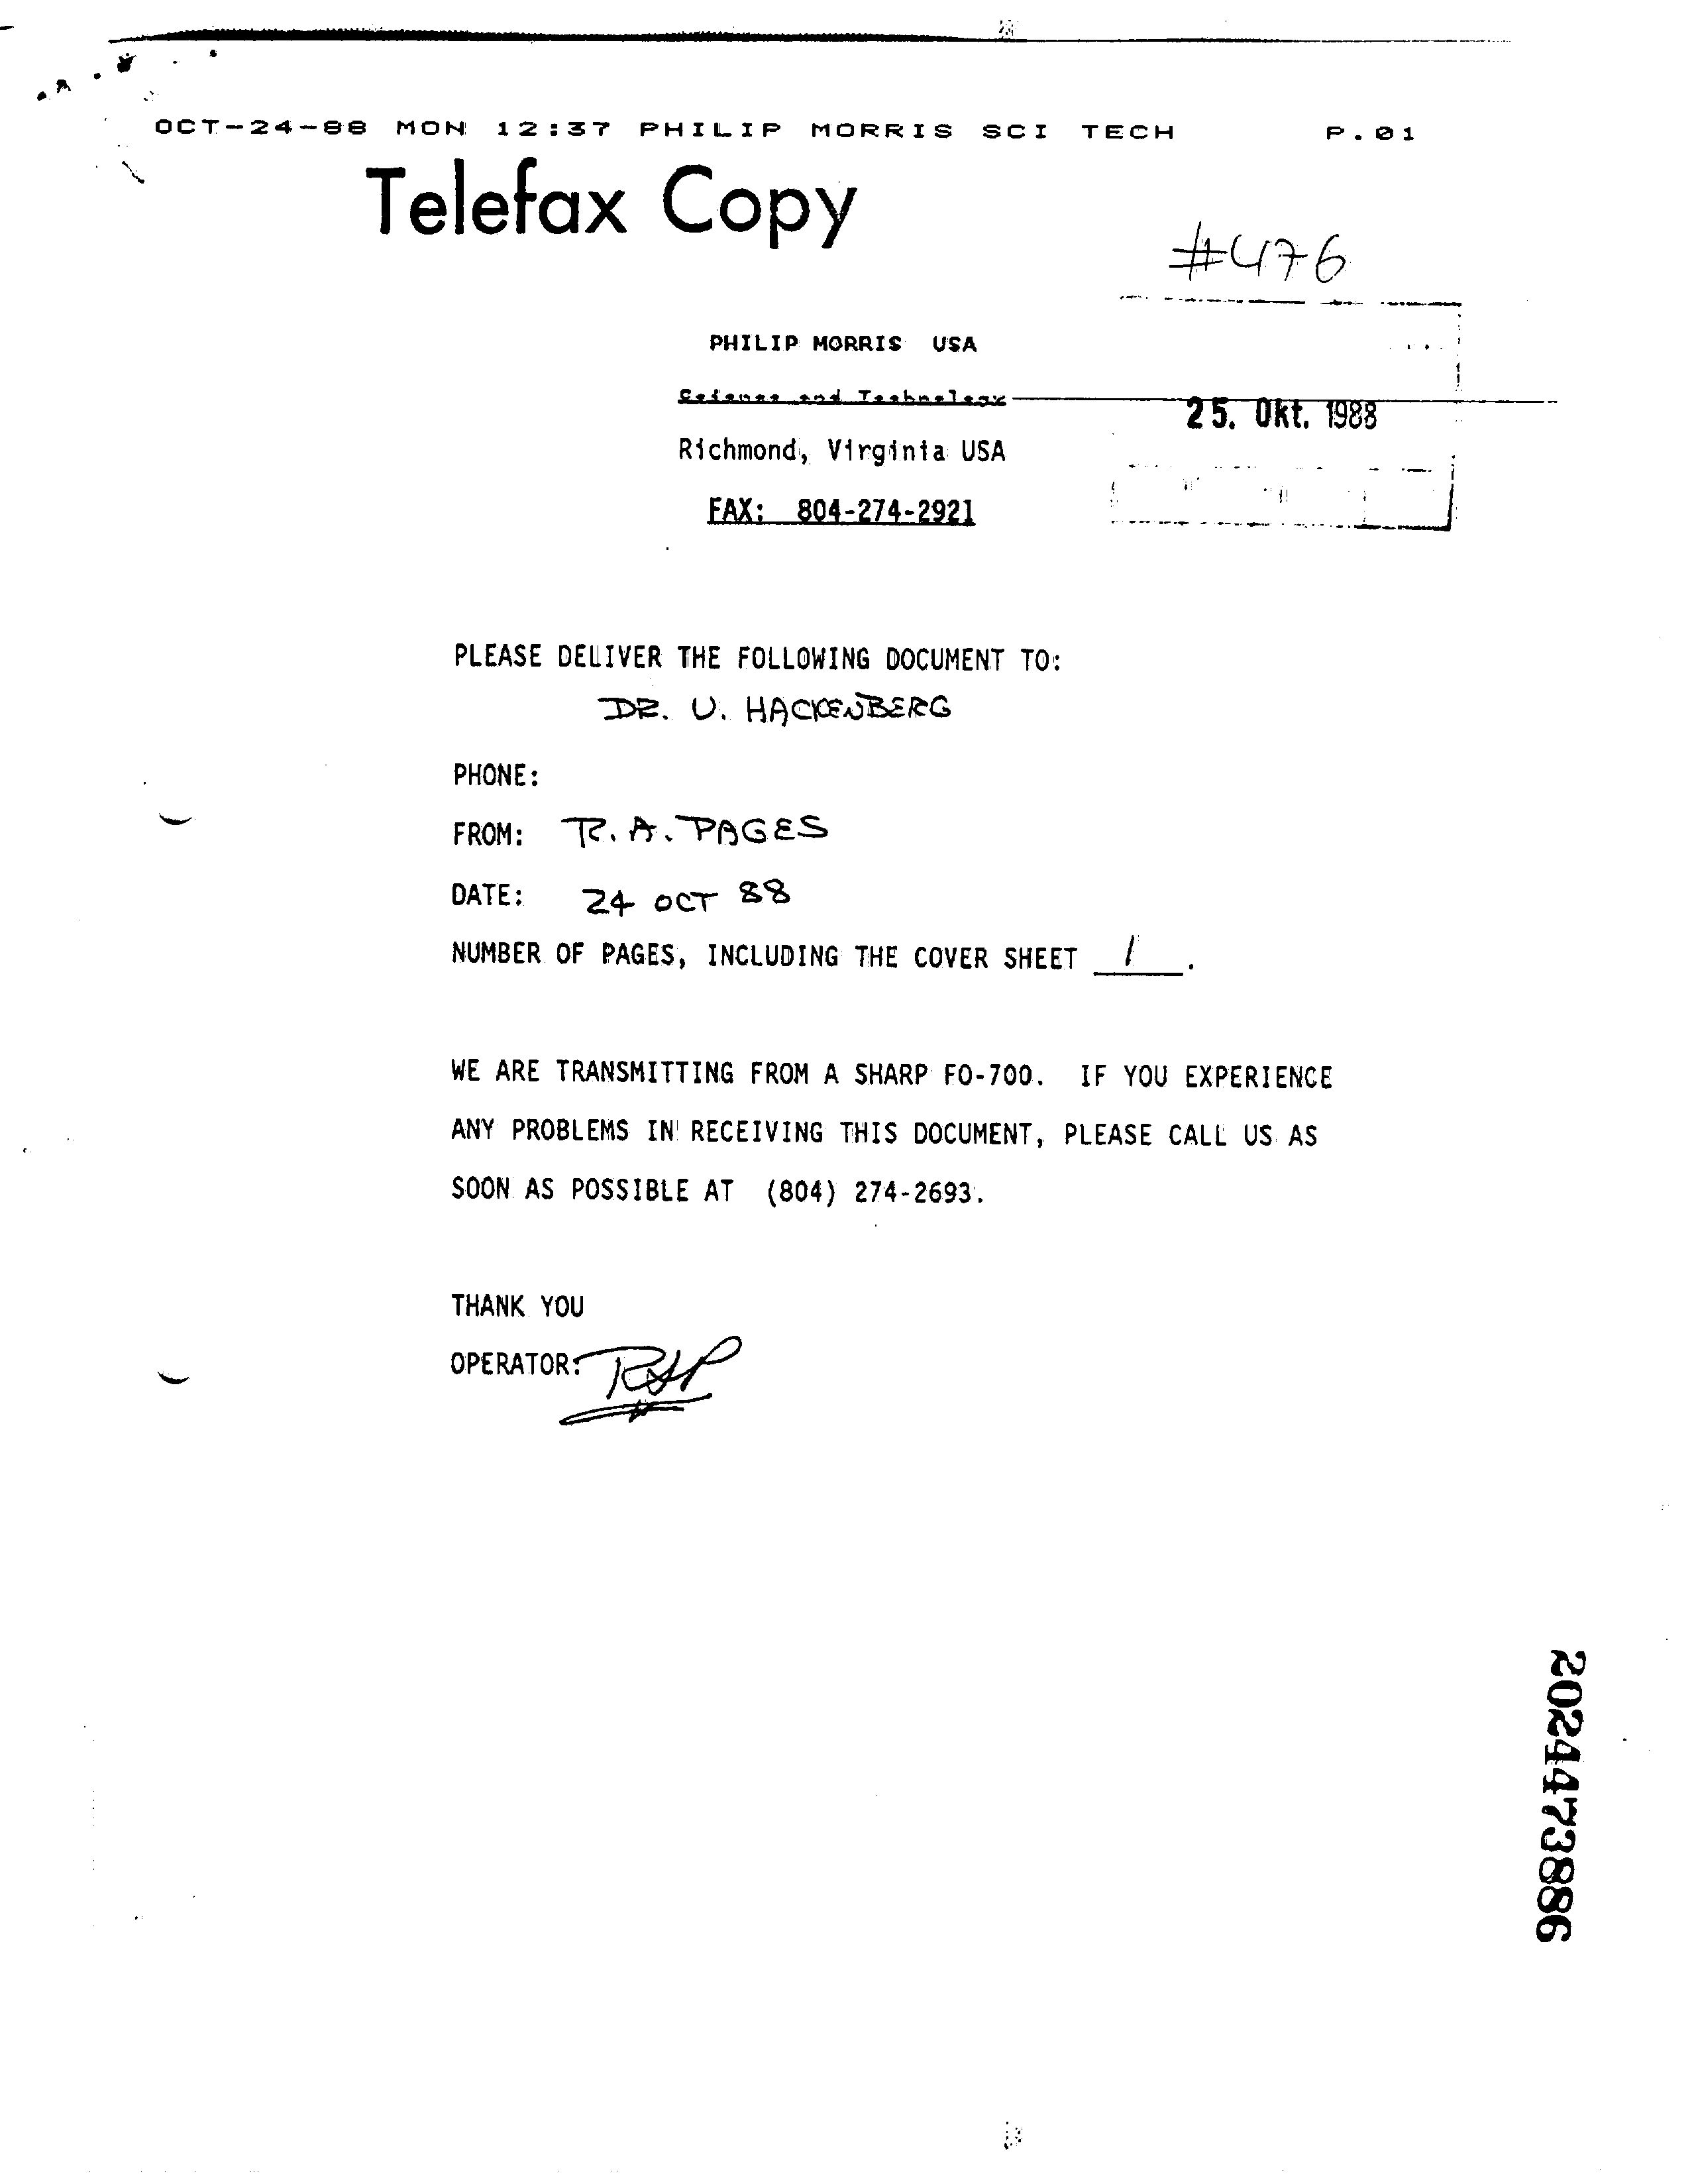 OCT-24-88 MON 12:37 PHILIP MORRIS SCI TECH P.01
Telefax Copy
#476
PHILIP MORRIS USA
Science and Technology
25. Okt. 1988
Richmond, Virginia USA
FAX: 804-274-2921
PLEASE DELIVER THE FOLLOWING DOCUMENT TO:
DR. U. HACKENBERG
PHONE:
FROM: R. A. PAGES
DATE: 24 OCT 88
NUMBER OF PAGES, INCLUDING THE COVER SHEET 1.
WE ARE TRANSMITTING FROM A SHARP FO-700. IF YOU EXPERIENCE
ANY PROBLEMS IN RECEIVING THIS DOCUMENT, PLEASE CALL US AS
SOON AS POSSIBLE AT (804) 274-2693.
THANK YOU
OPERATOR: RAP
2024473886